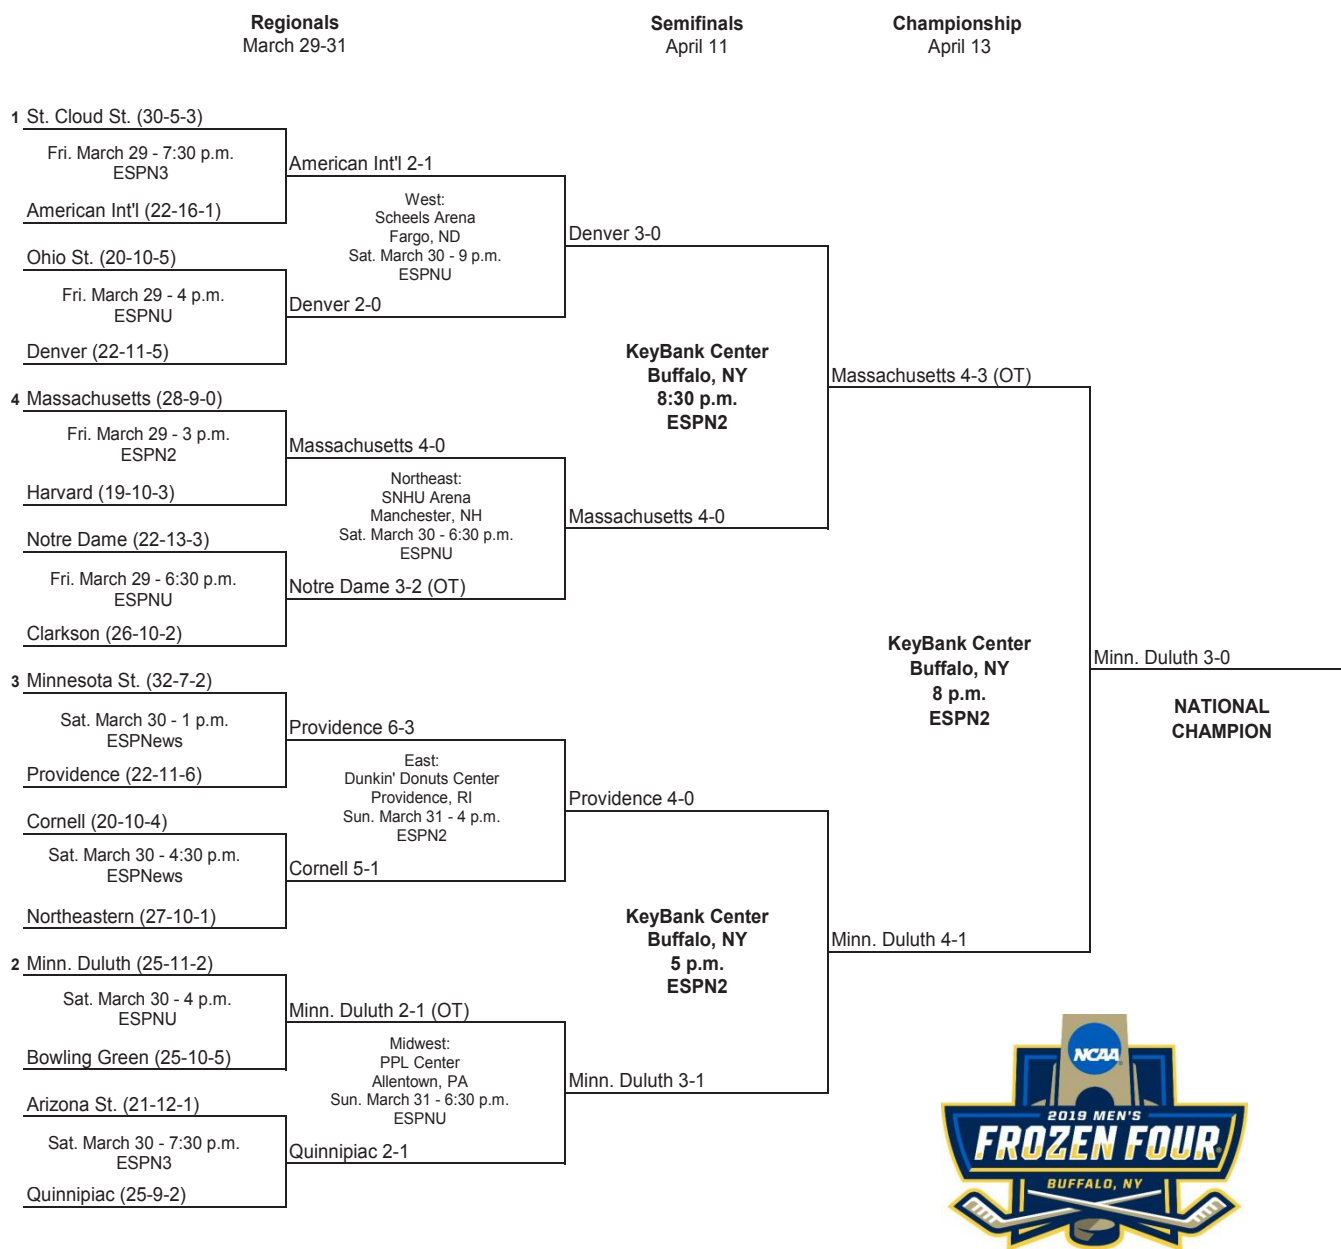 Regionals
March 29-31
Semifinals
April 11
Championship
April 13
1 St. Cloud St. (30-5-3)
Fri. March 29 - 7:30 p.m.
ESPN3
American Int'l (22-16-1)
Ohio St. (20-10-5)
Fri. March 29 - 4 p.m.
ESPNU
Denver (22-11-5)
4 Massachusetts (28-9-0)
Fri. March 29 - 3 p.m.
ESPN2
Harvard (19-10-3)
Notre Dame (22-13-3)
Fri. March 29 - 6:30 p.m.
ESPNU
Clarkson (26-10-2)
3 Minnesota St. (32-7-2)
Sat. March 30 - 1 p.m.
ESPNews
Providence (22-11-6)
Cornell (20-10-4)
Sat. March 30 - 4:30 p.m.
ESPNews
Northeastern (27-10-1)
2 Minn. Duluth (25-11-2)
Sat. March 30 - 4 p.m.
ESPNU
Bowling Green (25-10-5)
Arizona St. (21-12-1)
Sat. March 30 - 7:30 p.m.
ESPN3
Quinnipiac (25-9-2)
American Int'l 2-1
West:
Scheels Arena
Fargo, ND
Sat. March 30 - 9 p.m.
ESPNU
Denver 2-0
Massachusetts 4-0
Northeast:
SNHU Arena
Manchester, NH
Sat. March 30 - 6:30 p.m.
ESPNU
Notre Dame 3-2 (OT)
Providence 6-3
East:
Dunkin' Donuts Center
Providence, RI
Sun. March 31 - 4 p.m.
ESPN2
Cornell 5-1
Minn. Duluth 2-1 (OT)
Midwest:
PPL Center
Allentown, PA
Sun. March 31 - 6:30 p.m.
ESPNU
Quinnipiac 2-1
Denver 3-0
KeyBank Center
Buffalo, NY
8:30 p.m.
ESPN2
Massachusetts 4-0
Providence 4-0
KeyBank Center
Buffalo, NY
5 p.m.
ESPN2
Minn. Duluth 3-1
Massachusetts 4-3 (OT)
KeyBank Center
Buffalo, NY
8 p.m.
ESPN2
Minn. Duluth 4-1
Minn. Duluth 3-0
NATIONAL
CHAMPION
NCAA
2019 MEN'S
FROZEN FOUR
BUFFALO, NY